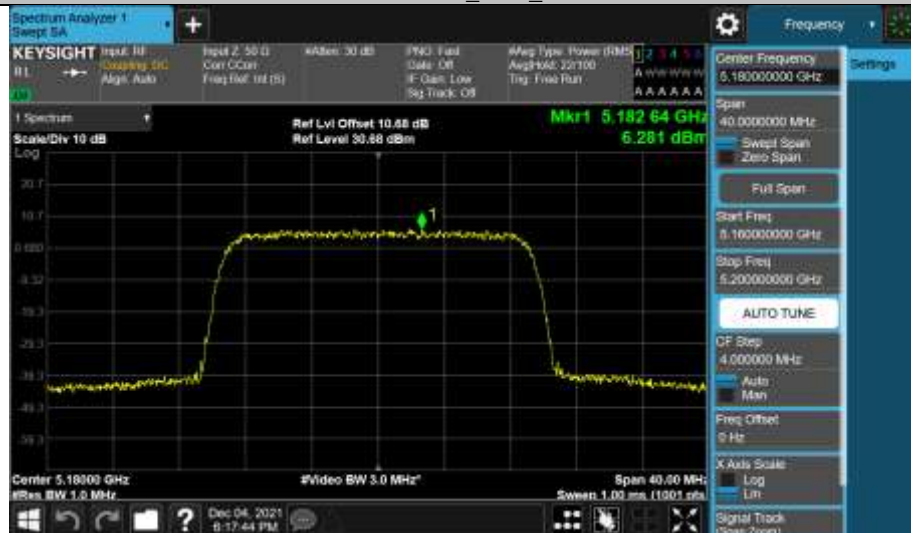 Spectrum Analyzer 1
Swept SA
+
Frequency
KEYSIGHT
Input: RF
Coupling: DC
Align: Auto
Input Z: 50 Ω
Corr CCorr
Freq Ref: Int (S)
#Atten: 30 dB
PNO: Fast
Gate: Off
IF Gain: Low
Sig Track: Off
#Avg Type: Power (RMS
Avg|Hold: 22/100
Trig: Free Run
A W W W W W
A A A A A A
1 Spectrum
Scale/Div 10 dB
Log
Ref Lvl Offset 10.68 dB
Ref Level 30.68 dBm
Mkr1 5.182 64 GHz
6.281 dBm
20.7
10.7
0.680
-9.32
-19.3
-29.3
-39.3
-49.3
-59.3
1
Center 5.18000 GHz
#Res BW 1.0 MHz
#Video BW 3.0 MHz*
Span 40.00 MHz
Sweep 1.00 ms (1001 pts
Dec 04, 2021
6:17:44 PM
?
Center Frequency
5.180000000 GHz
Settings
Span
40.0000000 MHz
Swept Span
Zero Span
Full Span
Start Freq
5.160000000 GHz
Stop Freq
5.200000000 GHz
AUTO TUNE
CF Step
4.000000 MHz
Auto
Man
Freq Offset
0 Hz
X Axis Scale
Log
Lin
Signal Track
(Span Zoom)